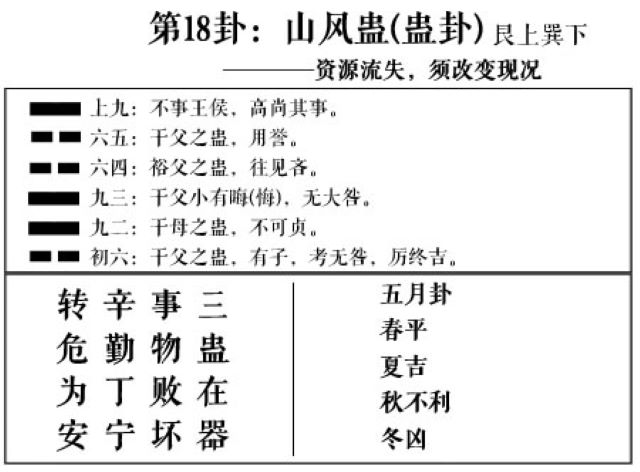 第18卦：山风蛊(蛊卦) 艮上巽下
————资源流失，须改变现况
上九：不事王侯，高尚其事。
六五：干父之蛊，用誉。
六四：裕父之蛊，往见吝。
九三：干父小有晦(悔)，无大咎。
九二：干母之蛊，不可贞。
初六：干父之蛊，有子，考无咎，厉终吉。
三蛊在器
事物败坏
辛勤丁宁
转危为安
五月卦
春平
夏吉
秋不利
冬凶